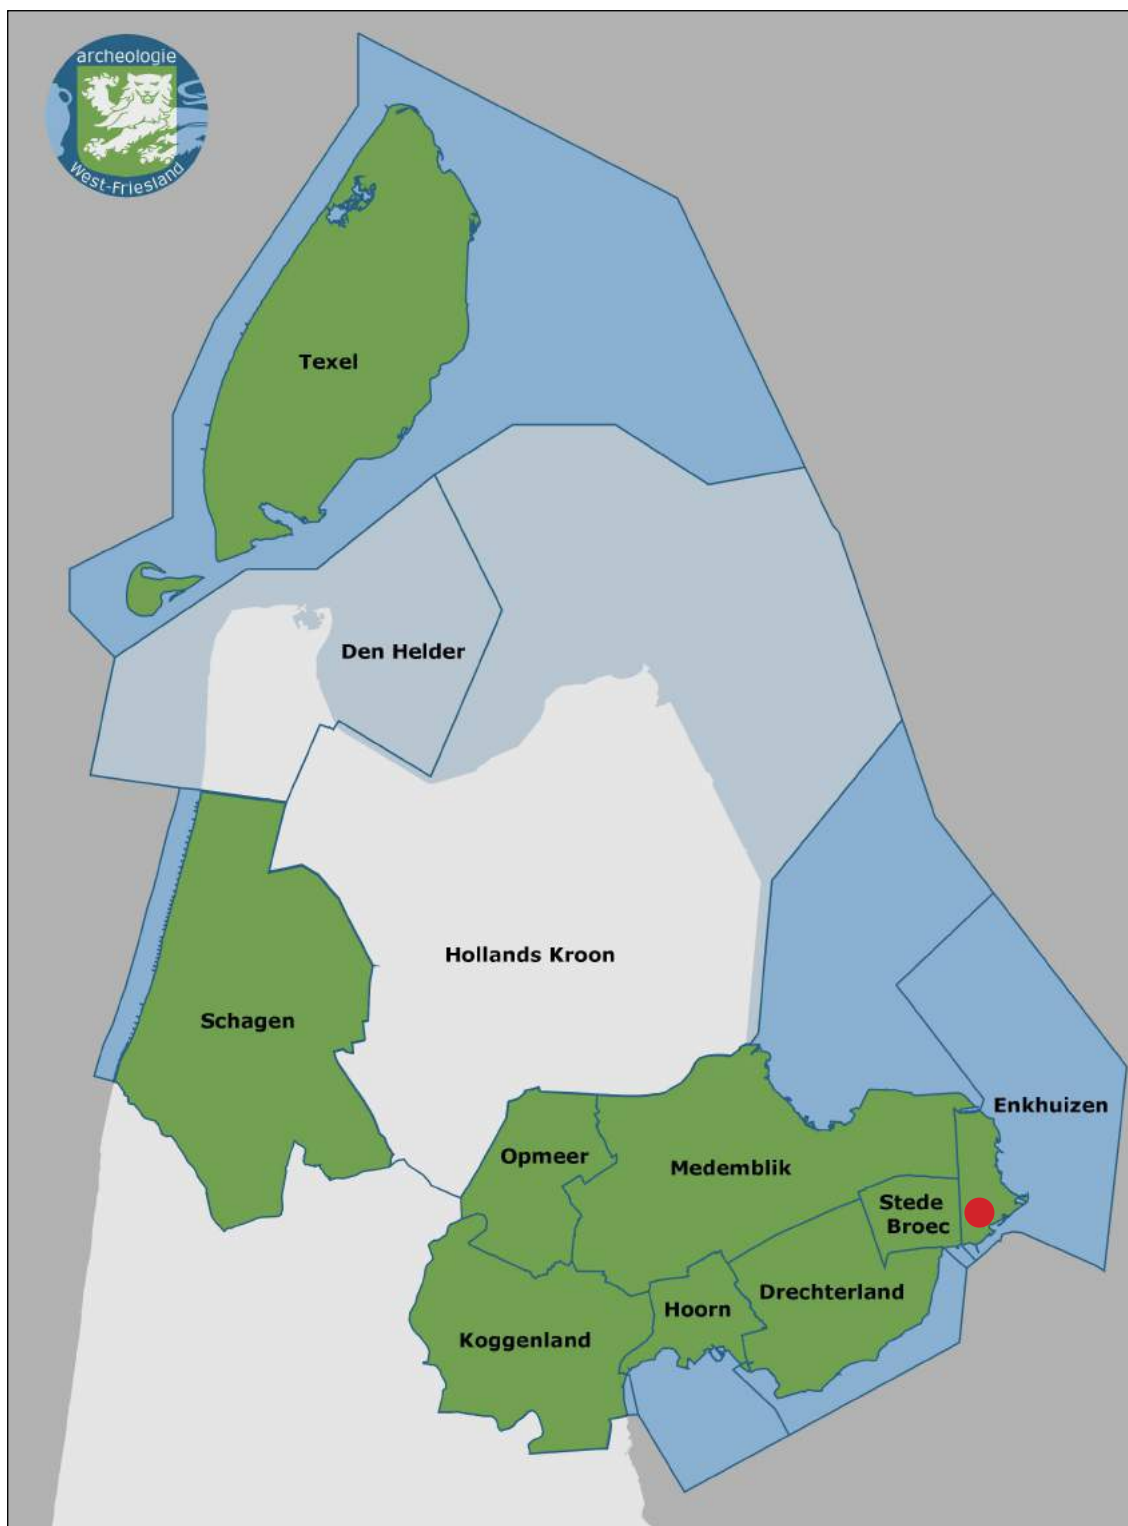 archeologie
West-Friesland
Texel
Den Helder
Hollands Kroon
Schagen
Enkhuizen
Opmeer
Medemblik
Stede
Broec
Drechterland
Hoorn
Koggenland